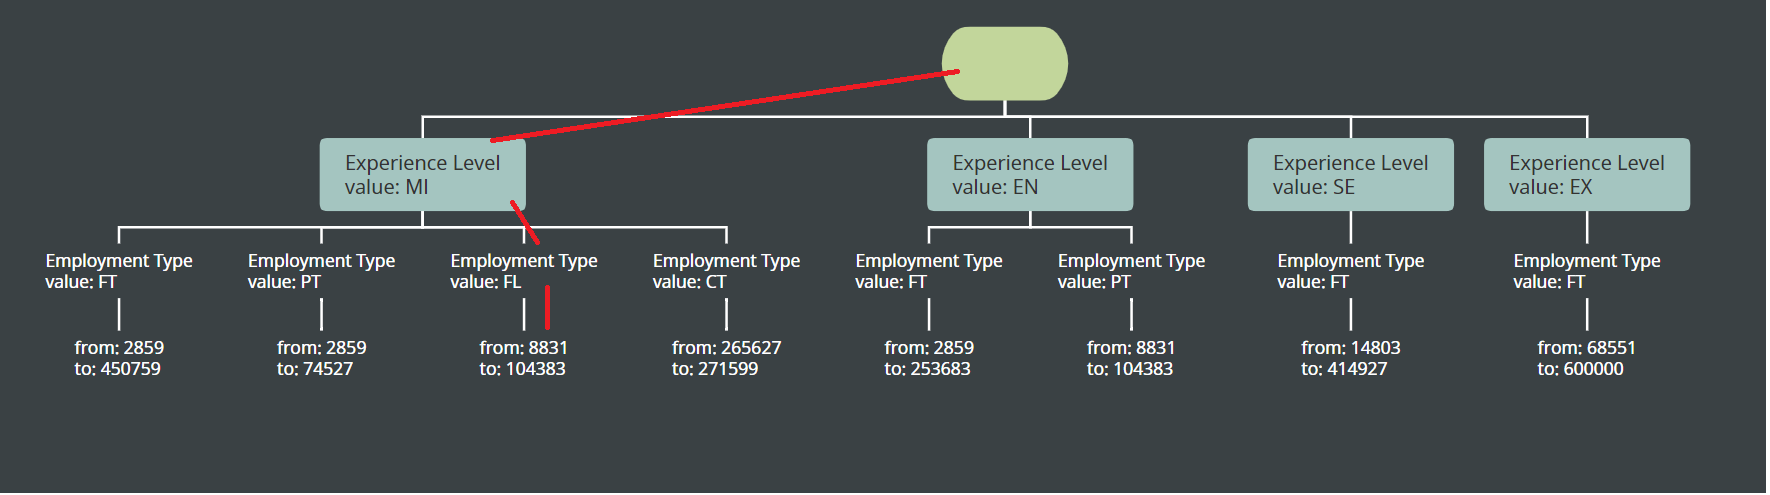 Experience Level
value: MI
Experience Level
value: EN
Experience Level
value: SE
Experience Level
value: EX
Employment Type
value: FT
Employment Type
value: PT
Employment Type
value: FL
Employment Type
value: CT
Employment Type
value: FT
Employment Type
value: PT
Employment Type
value: FT
Employment Type
value: FT
from: 2859
to: 450759
from: 2859
to: 74527
from: 8831
to: 104383
from: 265627
to: 271599
from: 2859
to: 253683
from: 8831
to: 104383
from: 14803
to: 414927
from: 68551
to: 600000